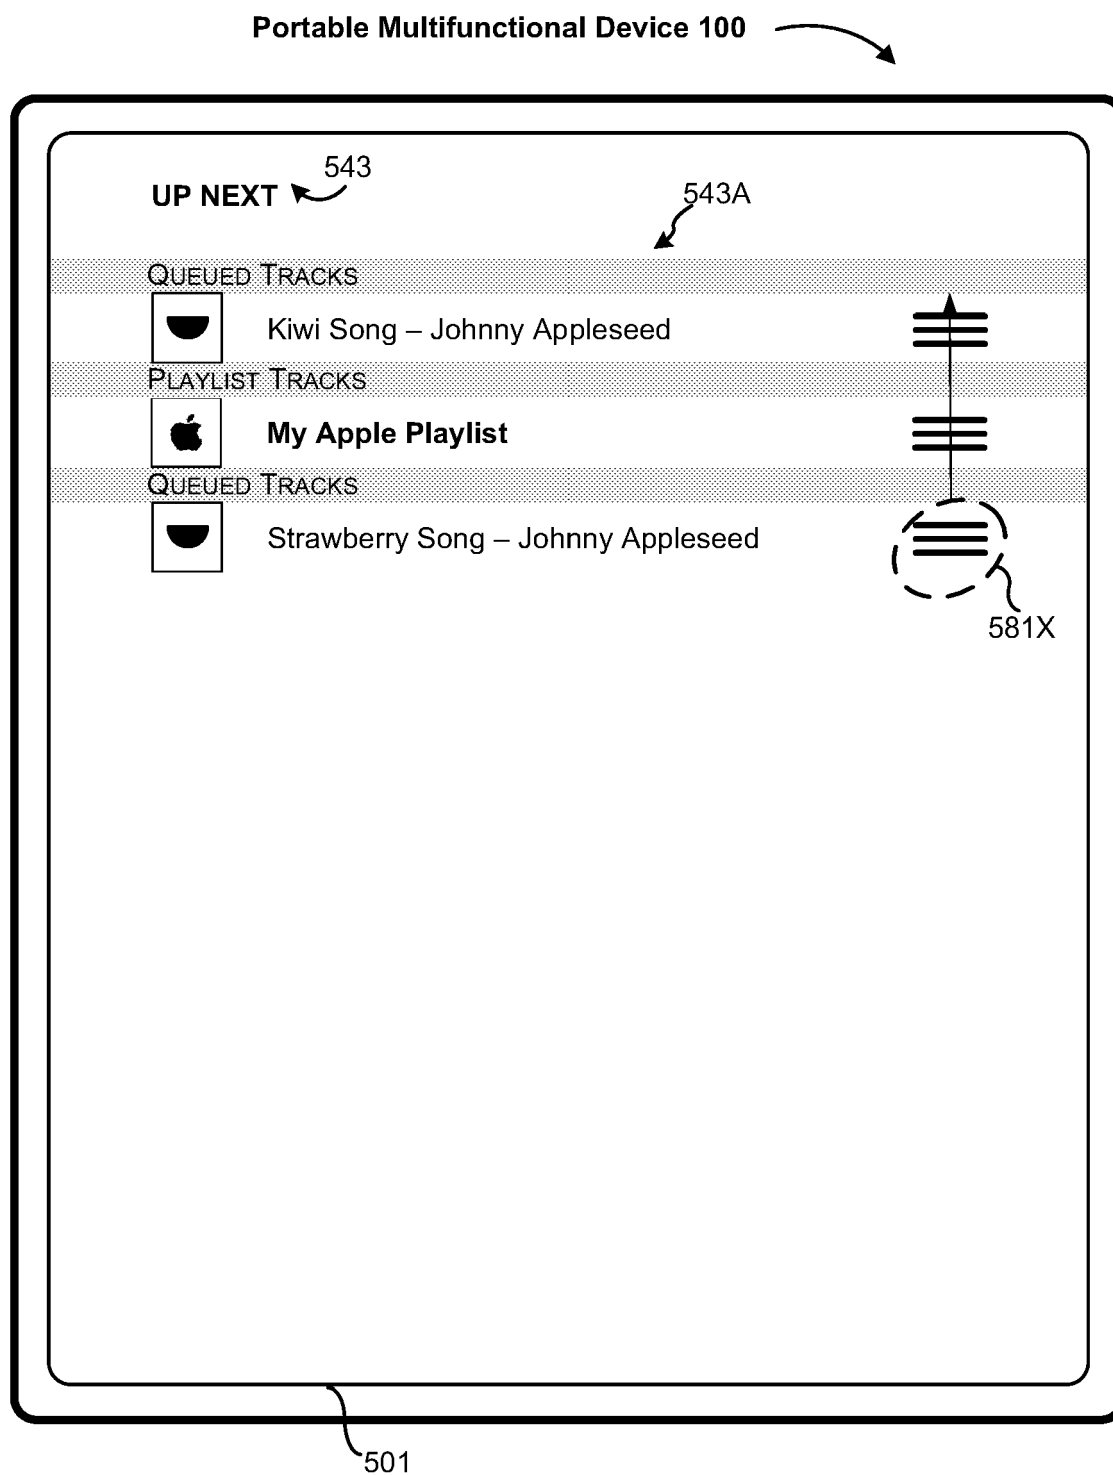 Portable Multifunctional Device 100
543
UP NEXT
543A
QUEUED TRACKS
Kiwi Song – Johnny Appleseed
PLAYLIST TRACKS
My Apple Playlist
QUEUED TRACKS
Strawberry Song – Johnny Appleseed
581X
501